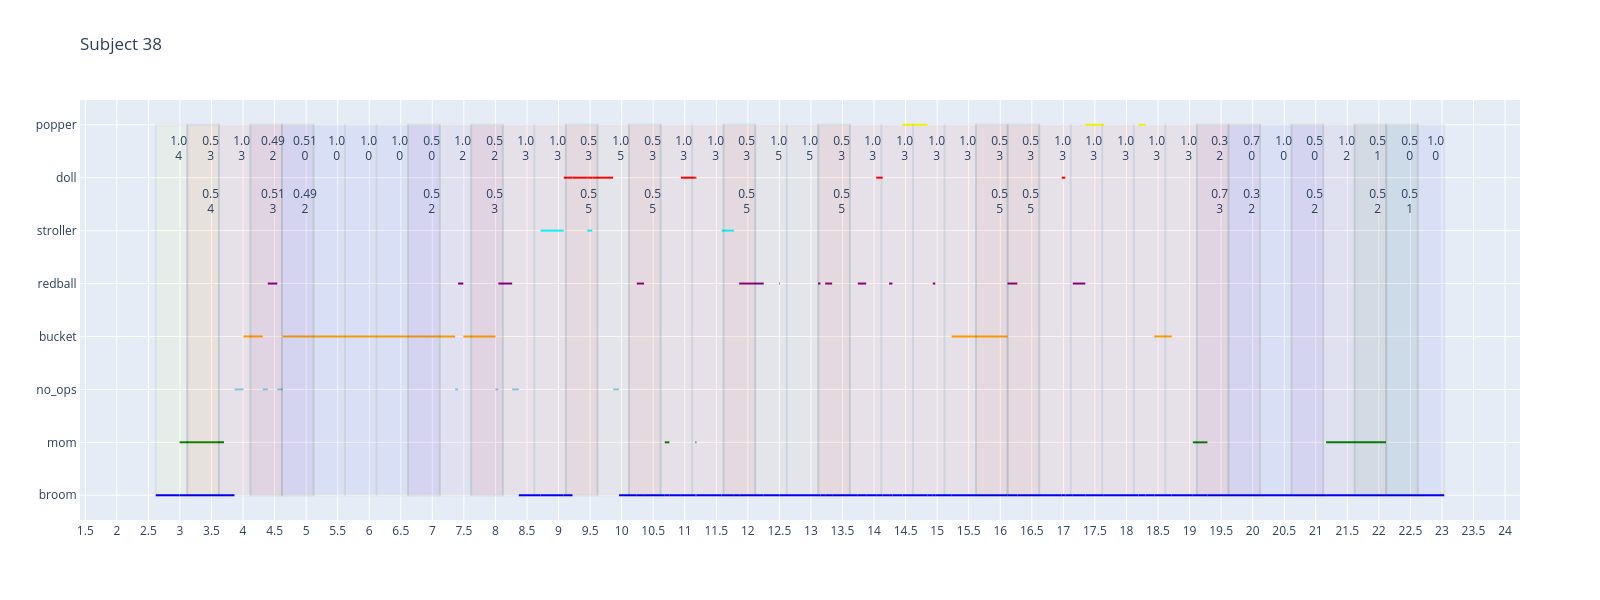 Subject 38
popper
1.0 0.5 1.0 0.49 0.51 1.0 1.0 1.0 0.5 1.0 0.5 1.0 1.0 0.5 1.0 0.5 1.0 1.0 0.5 1.0 1.0 0.5 1.0 1.0 1.0 1.0 0.5 0.5 1.0 1.0 1.0 1.0 1.0 0.3 0.7 1.0 0.5 1.0 0.5 0.5 1.0
4 3 3 2 0 0 0 0 0 2 2 3 3 3 5 3 3 3 3 5 5 3 3 3 3 3 3 3 3 3 3 3 3 2 0 0 0 2 1 0 0
doll
0.5 0.51 0.49 0.5 0.5 0.5 0.5 0.5 0.5 0.5 0.5 0.7 0.3 0.5 0.5 0.5
4 3 2 2 3 5 5 5 5 5 5 3 2 2 2 1
stroller
redball
bucket
no_ops
mom
broom
1.5 2 2.5 3 3.5 4 4.5 5 5.5 6 6.5 7 7.5 8 8.5 9 9.5 10 10.5 11 11.5 12 12.5 13 13.5 14 14.5 15 15.5 16 16.5 17 17.5 18 18.5 19 19.5 20 20.5 21 21.5 22 22.5 23 23.5 24